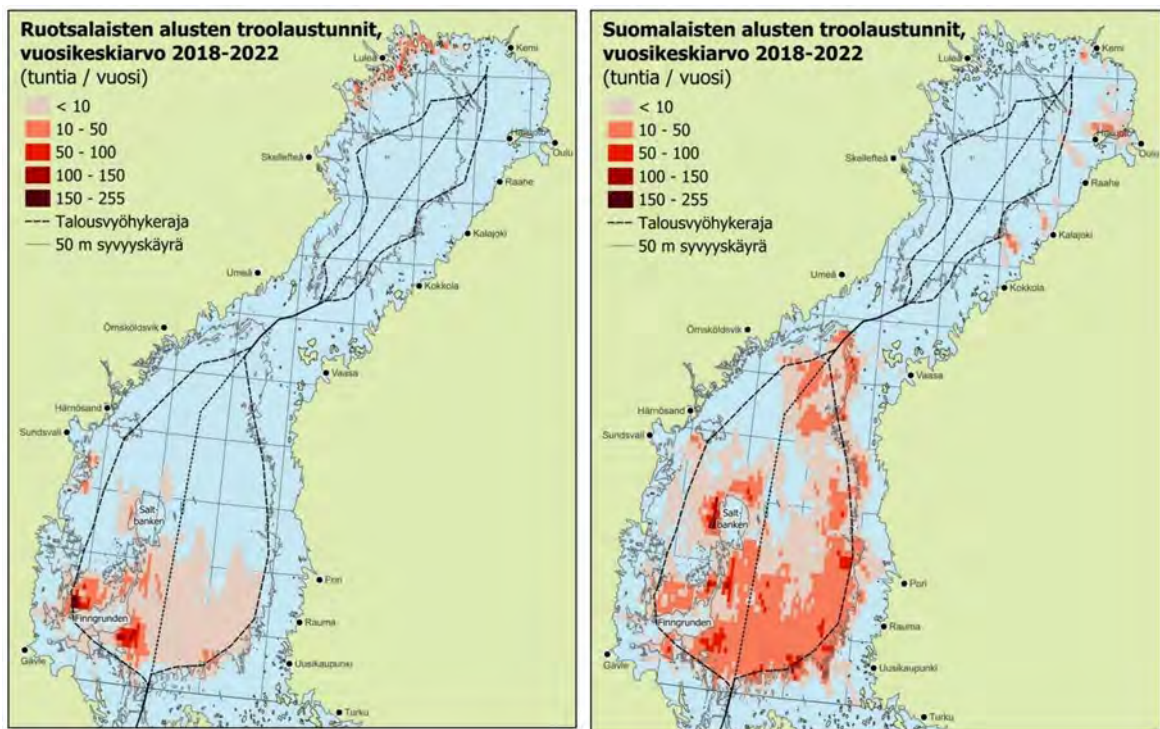 Ruotsalaisten alusten troolaustunnit,
vuosikeskiarvo 2018-2022
(tuntia / vuosi)
< 10
10 - 50
50 - 100
100 - 150
150 - 255
Talousvyöhykeraja
50 m syvyyskäyrä
Kemi
Luleå
Oulu
Skellefteå
Raahe
Kalajoki
Umeå
Kokkola
Örnsköldsvik
Vaasa
Härnösand
Sundsvall
Salt-
banken
Pori
Finngrunden
Rauma
Gävle
Uusikaupunki
Turku
Suomalaisten alusten troolaustunnit,
vuosikeskiarvo 2018-2022
(tuntia / vuosi)
< 10
10 - 50
50 - 100
100 - 150
150 - 255
Talousvyöhykeraja
50 m syvyyskäyrä
Kemi
Luleå
Oulu
Skellefteå
Raahe
Kalajoki
Umeå
Kokkola
Örnsköldsvik
Vaasa
Härnösand
Sundsvall
Salt-
banken
Pori
Finngrunden
Rauma
Gävle
Uusikaupunki
Turku